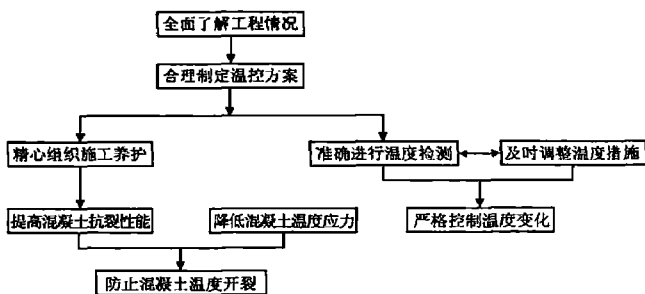 全面了解工程情况
合理制定温控方案
精心组织施工养护
准确进行温度检测
及时调整温度措施
提高混凝土抗裂性能
降低混凝土温度应力
严格控制温度变化
防止混凝土温度开裂